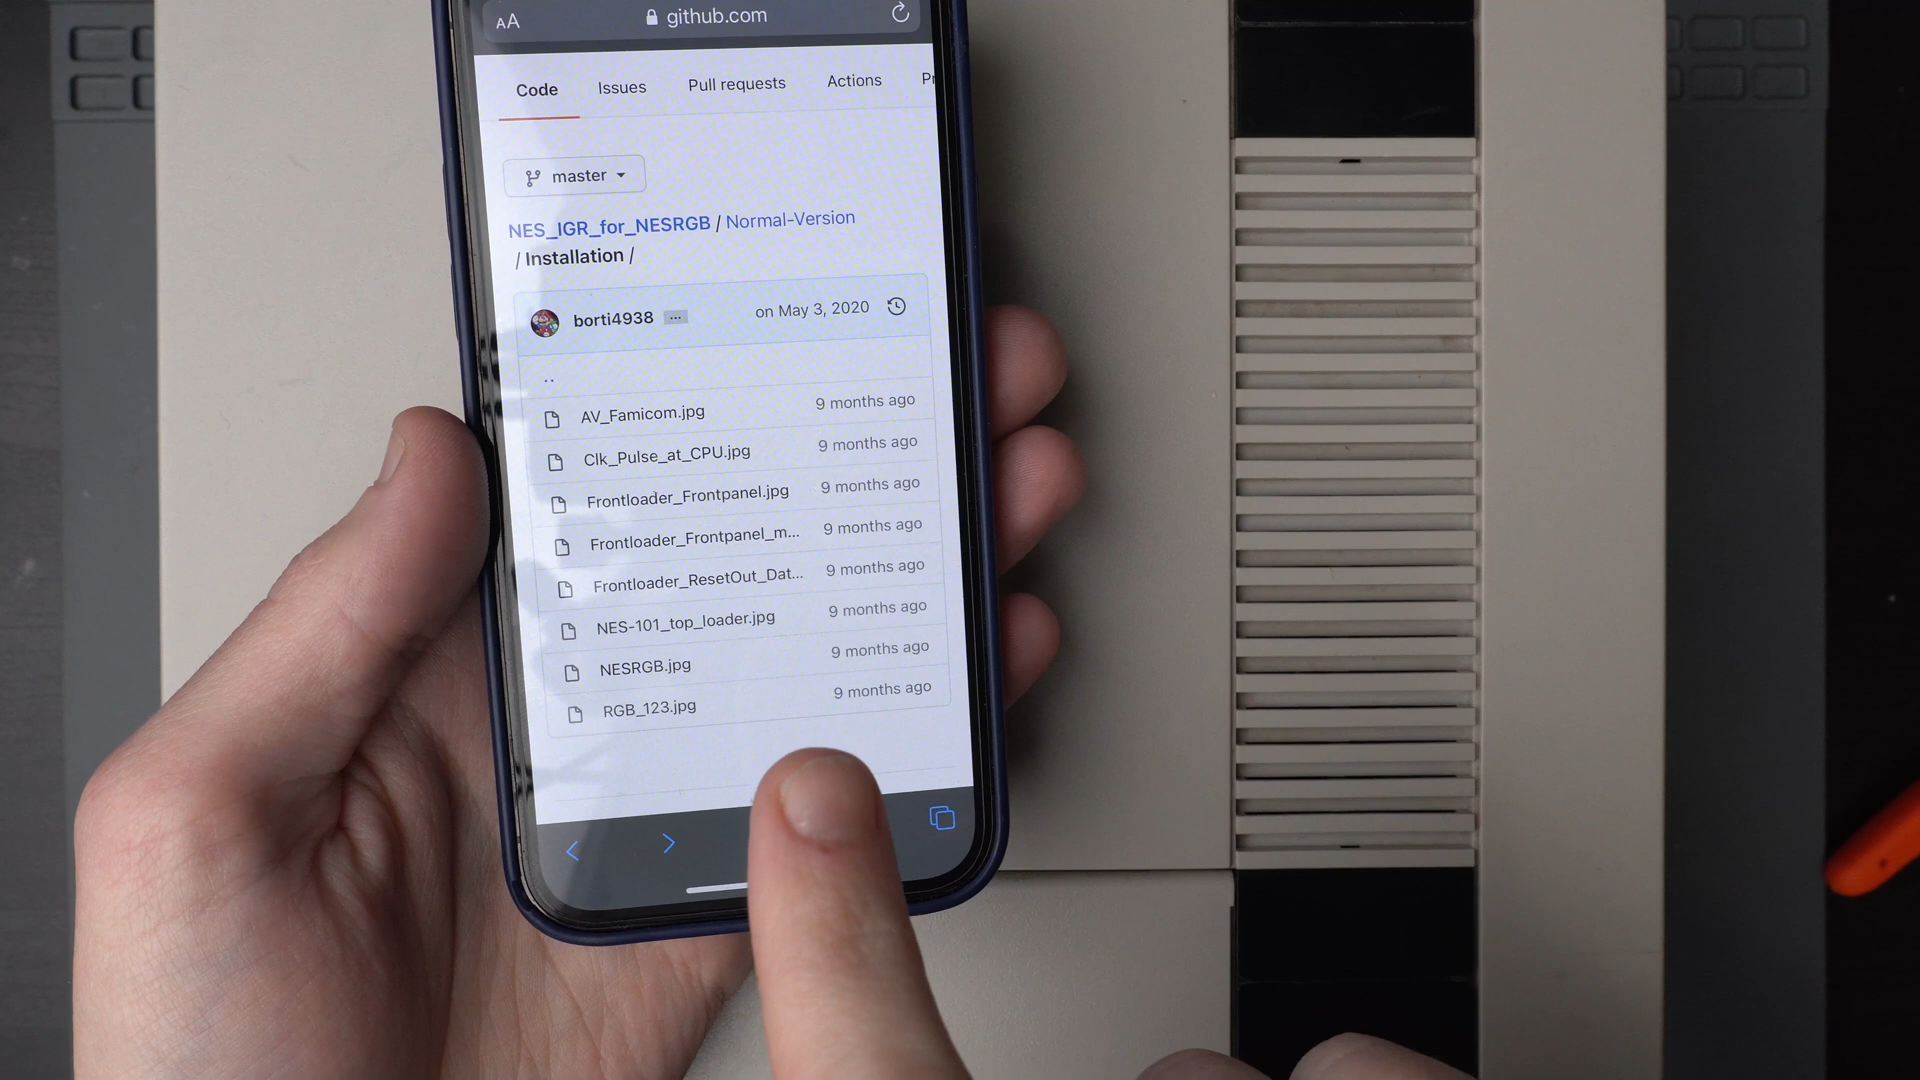 AA github.com
Code Issues Pull requests Actions
master
NES_IGR_for_NESRGB / Normal-Version
/ Installation /
borti4938 ... on May 3, 2020
..
AV_Famicom.jpg 9 months ago
Clk_Pulse_at_CPU.jpg 9 months ago
Frontloader_Frontpanel.jpg 9 months ago
Frontloader_Frontpanel_m... 9 months ago
Frontloader_ResetOut_Dat... 9 months ago
NES-101_top_loader.jpg 9 months ago
NESRGB.jpg 9 months ago
RGB_123.jpg 9 months ago